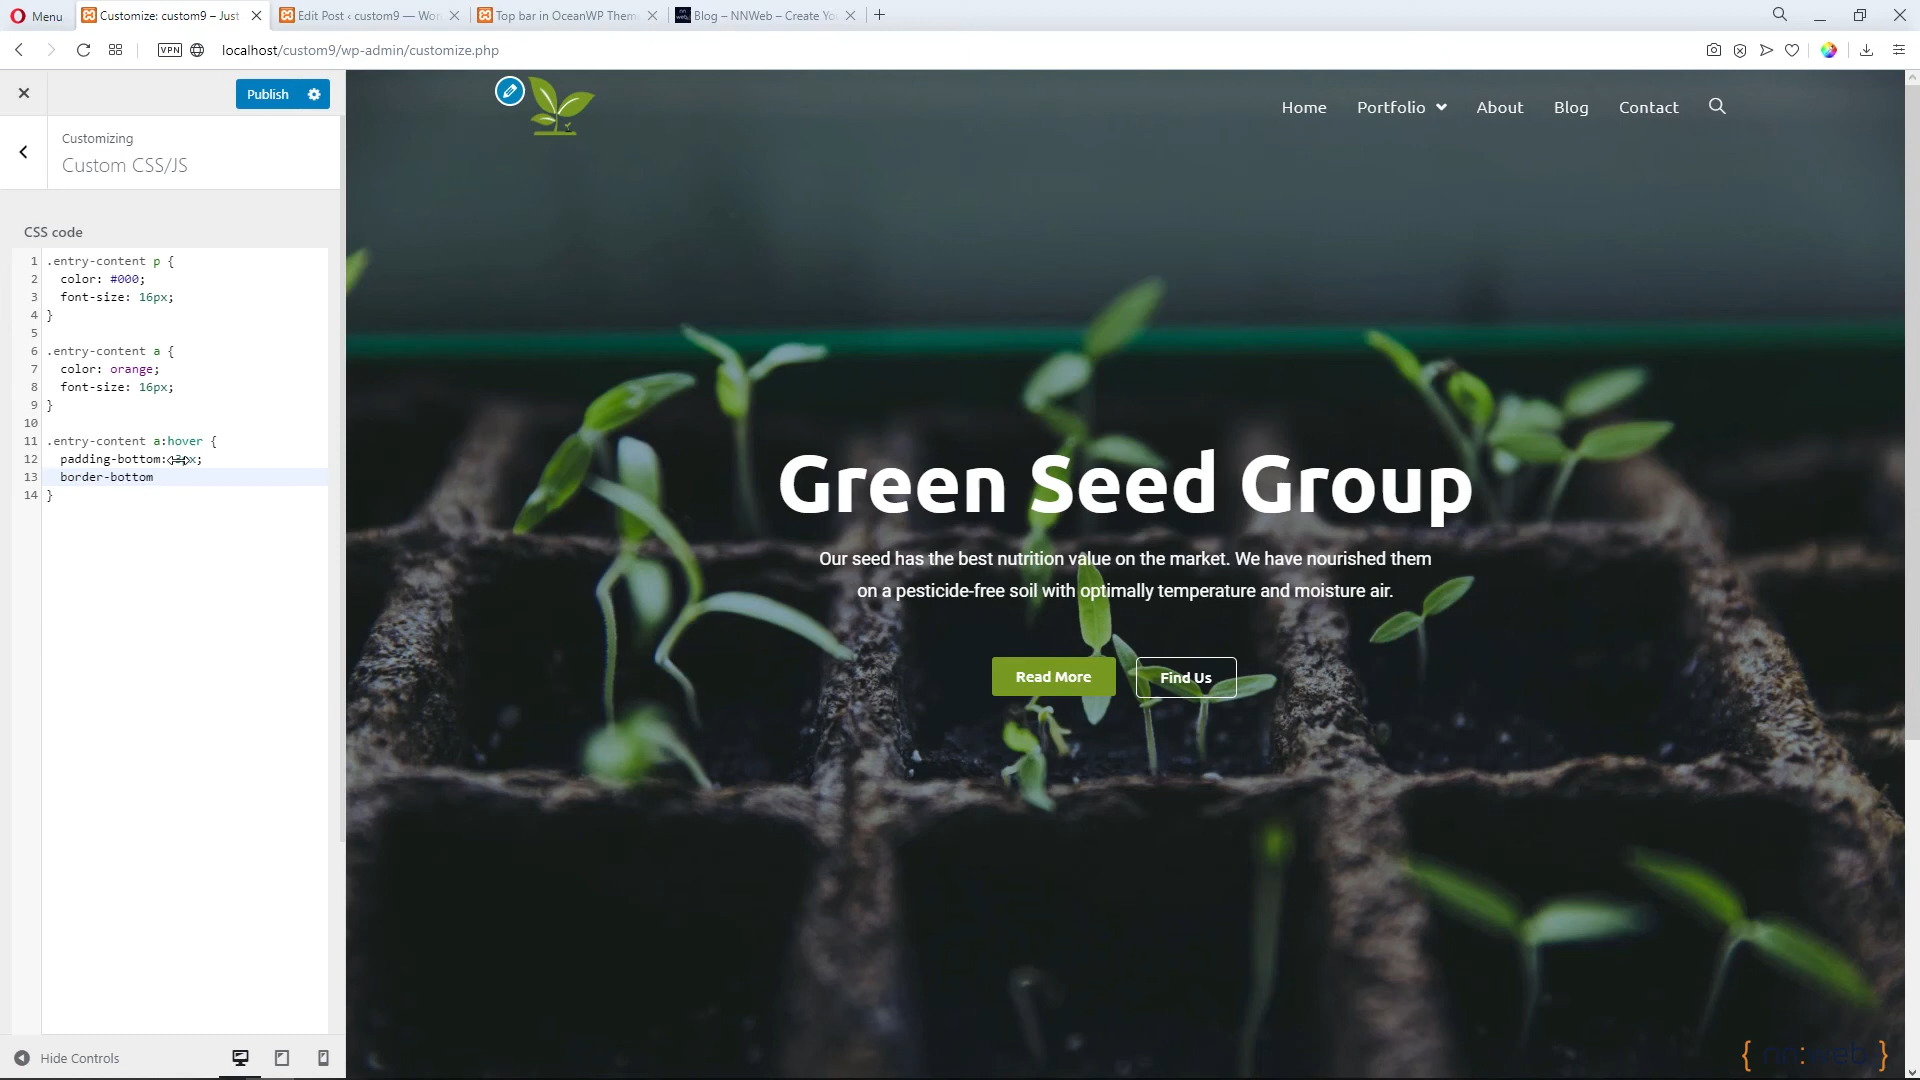 Menu
Customize: custom9 – Just
Edit Post ‹ custom9 — Wor
Top bar in OceanWP Them
Blog – NNWeb – Create Yo
VPN
localhost/custom9/wp-admin/customize.php
Publish
Customizing
Custom CSS/JS
CSS code
1 .entry-content p {
2 color: #000;
3 font-size: 16px;
4 }
5
6 .entry-content a {
7 color: orange;
8 font-size: 16px;
9 }
10
11 .entry-content a:hover {
12 padding-bottom:
13 border-bottom
14 }
Hide Controls
Home
Portfolio
About
Blog
Contact
Green Seed Group
Our seed has the best nutrition value on the market. We have nourished them
on a pesticide-free soil with optimally temperature and moisture air.
Read More
Find Us
{ nn:web; }